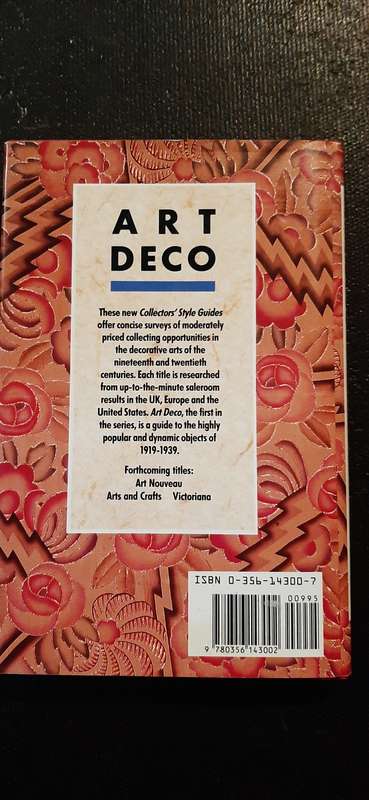 ART
DECO
These new Collectors' Style Guides
offer concise surveys of moderately
priced collecting opportunities in
the decorative arts of the
nineteenth and twentieth
centuries. Each title is researched
from up-to-the-minute saleroom
results in the UK, Europe and the
United States. Art Deco, the first in
the series, is a guide to the highly
popular and dynamic objects of
1919-1939.
Forthcoming titles:
Art Nouveau
Arts and Crafts Victoriana
ISBN 0-356-14300-7
00995
9 780356 143002